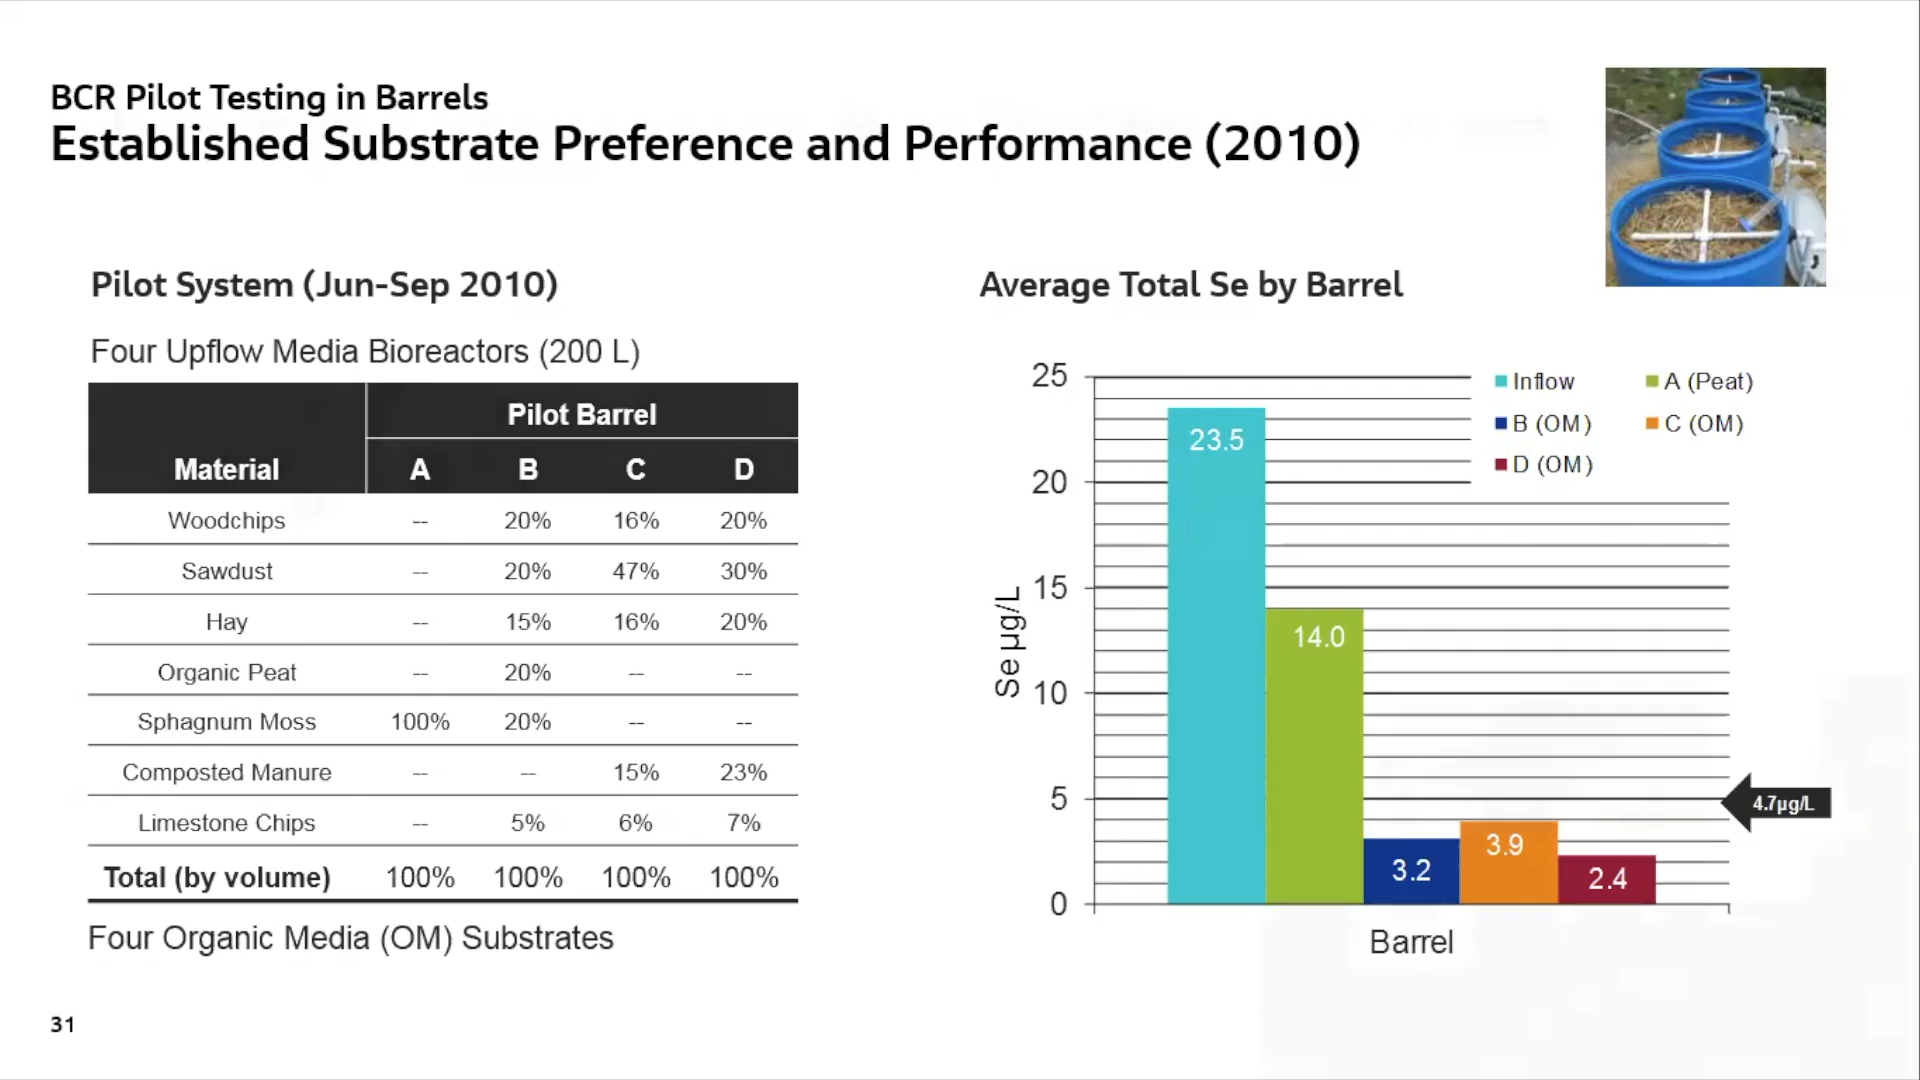 BCR Pilot Testing in Barrels
Established Substrate Preference and Performance (2010)
Pilot System (Jun-Sep 2010)
Four Upflow Media Bioreactors (200 L)
Pilot Barrel
Material A B C D
Woodchips -- 20% 16% 20%
Sawdust -- 20% 47% 30%
Hay -- 15% 16% 20%
Organic Peat -- 20% -- --
Sphagnum Moss 100% 20% -- --
Composted Manure -- -- 15% 23%
Limestone Chips -- 5% 6% 7%
Total (by volume) 100% 100% 100% 100%
Four Organic Media (OM) Substrates
Average Total Se by Barrel
Inflow A (Peat)
B (OM) C (OM)
D (OM)
Se µg/L
25
20
15
10
5
0
23.5
14.0
3.2
3.9
2.4
4.7µg/L
Barrel
31